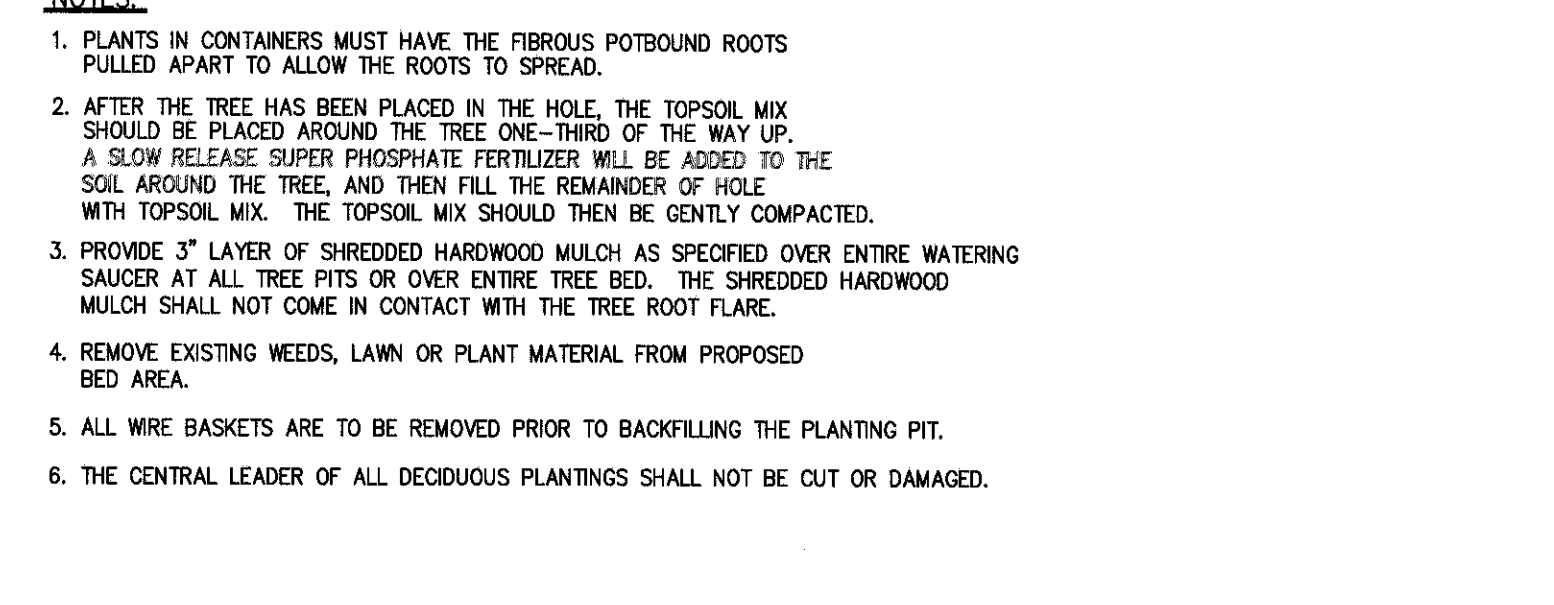 NOTES:
1. PLANTS IN CONTAINERS MUST HAVE THE FIBROUS POTBOUND ROOTS
PULLED APART TO ALLOW THE ROOTS TO SPREAD.
2. AFTER THE TREE HAS BEEN PLACED IN THE HOLE, THE TOPSOIL MIX
SHOULD BE PLACED AROUND THE TREE ONE-THIRD OF THE WAY UP.
A SLOW RELEASE SUPER PHOSPHATE FERTILIZER WILL BE ADDED TO THE
SOIL AROUND THE TREE, AND THEN FILL THE REMAINDER OF HOLE
WITH TOPSOIL MIX. THE TOPSOIL MIX SHOULD THEN BE GENTLY COMPACTED.
3. PROVIDE 3" LAYER OF SHREDDED HARDWOOD MULCH AS SPECIFIED OVER ENTIRE WATERING
SAUCER AT ALL TREE PITS OR OVER ENTIRE TREE BED. THE SHREDDED HARDWOOD
MULCH SHALL NOT COME IN CONTACT WITH THE TREE ROOT FLARE.
4. REMOVE EXISTING WEEDS, LAWN OR PLANT MATERIAL FROM PROPOSED
BED AREA.
5. ALL WIRE BASKETS ARE TO BE REMOVED PRIOR TO BACKFILLING THE PLANTING PIT.
6. THE CENTRAL LEADER OF ALL DECIDUOUS PLANTINGS SHALL NOT BE CUT OR DAMAGED.